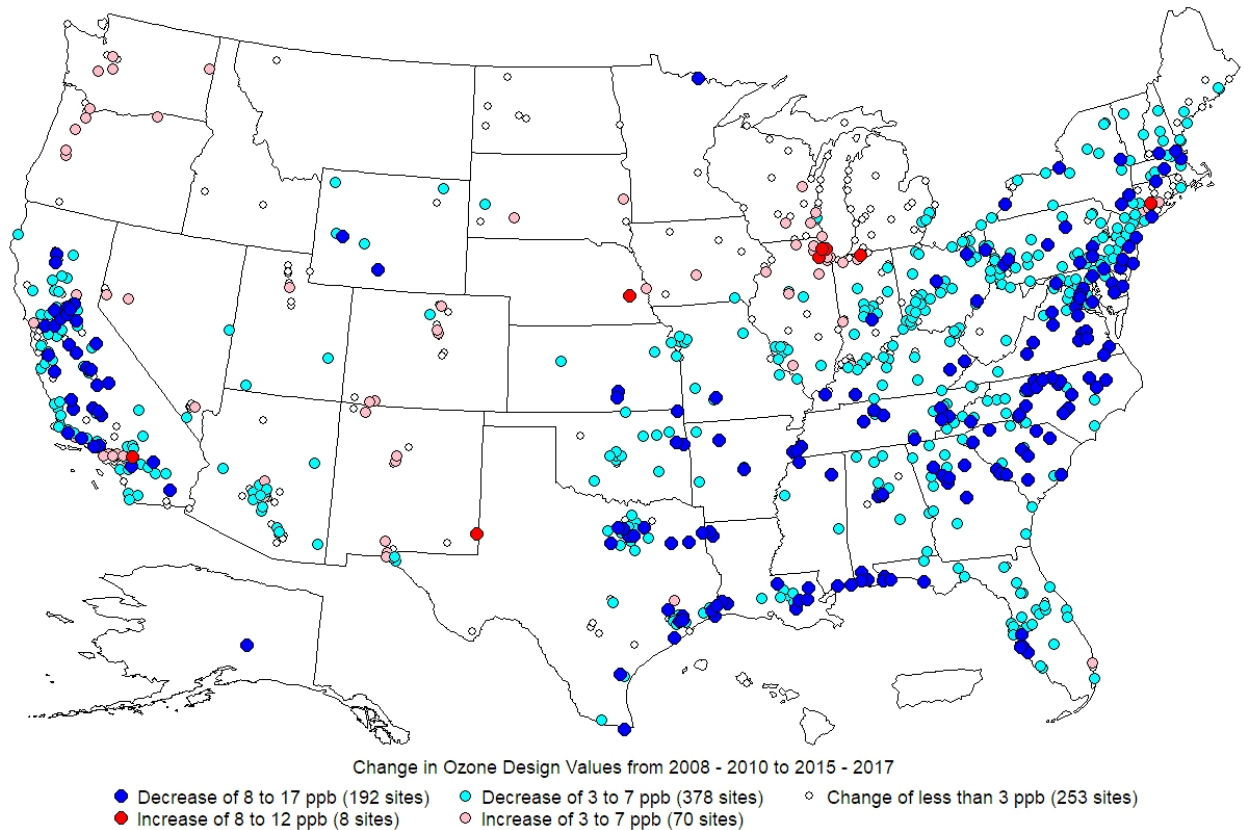 Change in Ozone Design Values from 2008 - 2010 to 2015 - 2017
Decrease of 8 to 17 ppb (192 sites) Decrease of 3 to 7 ppb (378 sites) Change of less than 3 ppb (253 sites)
Increase of 8 to 12 ppb (8 sites) Increase of 3 to 7 ppb (70 sites)